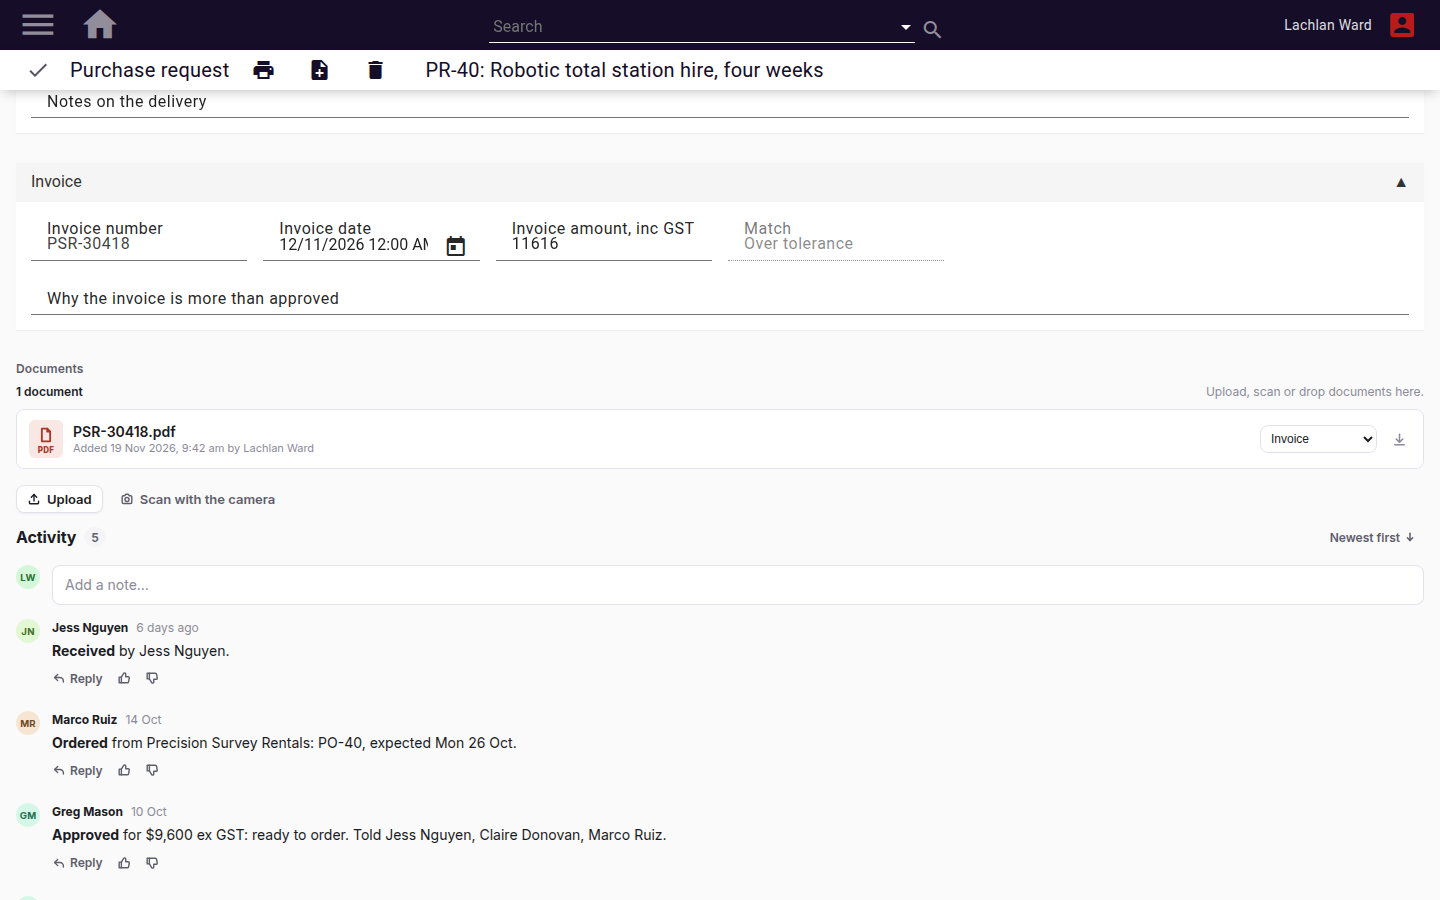 Search
Lachlan Ward
Purchase request
PR-40: Robotic total station hire, four weeks
Notes on the delivery
Invoice
Invoice number
PSR-30418
Invoice date
12/11/2026 12:00 AM
Invoice amount, inc GST
11616
Match
Over tolerance
Why the invoice is more than approved
Documents
1 document
Upload, scan or drop documents here.
PDF
PSR-30418.pdf
Added 19 Nov 2026, 9:42 am by Lachlan Ward
Invoice
Upload
Scan with the camera
Activity 5
Newest first
LW
Add a note...
JN
Jess Nguyen 6 days ago
Received by Jess Nguyen.
Reply
MR
Marco Ruiz 14 Oct
Ordered from Precision Survey Rentals: PO-40, expected Mon 26 Oct.
Reply
GM
Greg Mason 10 Oct
Approved for $9,600 ex GST: ready to order. Told Jess Nguyen, Claire Donovan, Marco Ruiz.
Reply